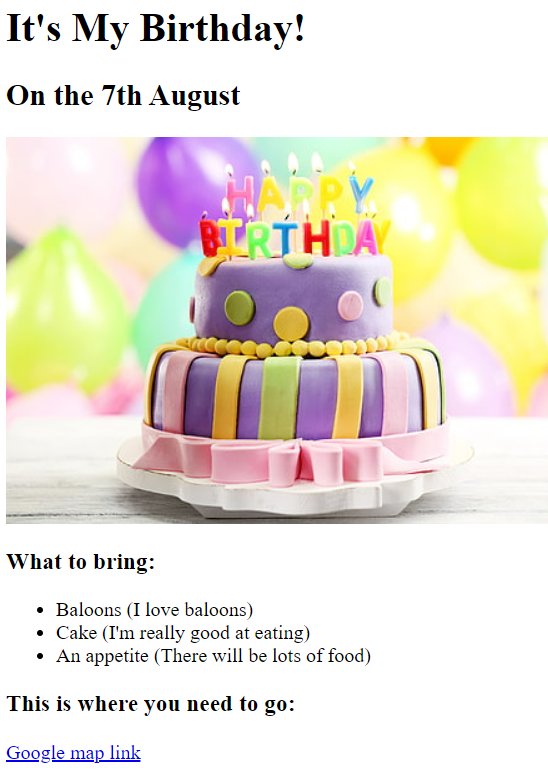 It's My Birthday!
On the 7th August
HAPPY
BIRTHDAY
What to bring:
Baloons (I love baloons)
Cake (I'm really good at eating)
An appetite (There will be lots of food)
This is where you need to go:
Google map link